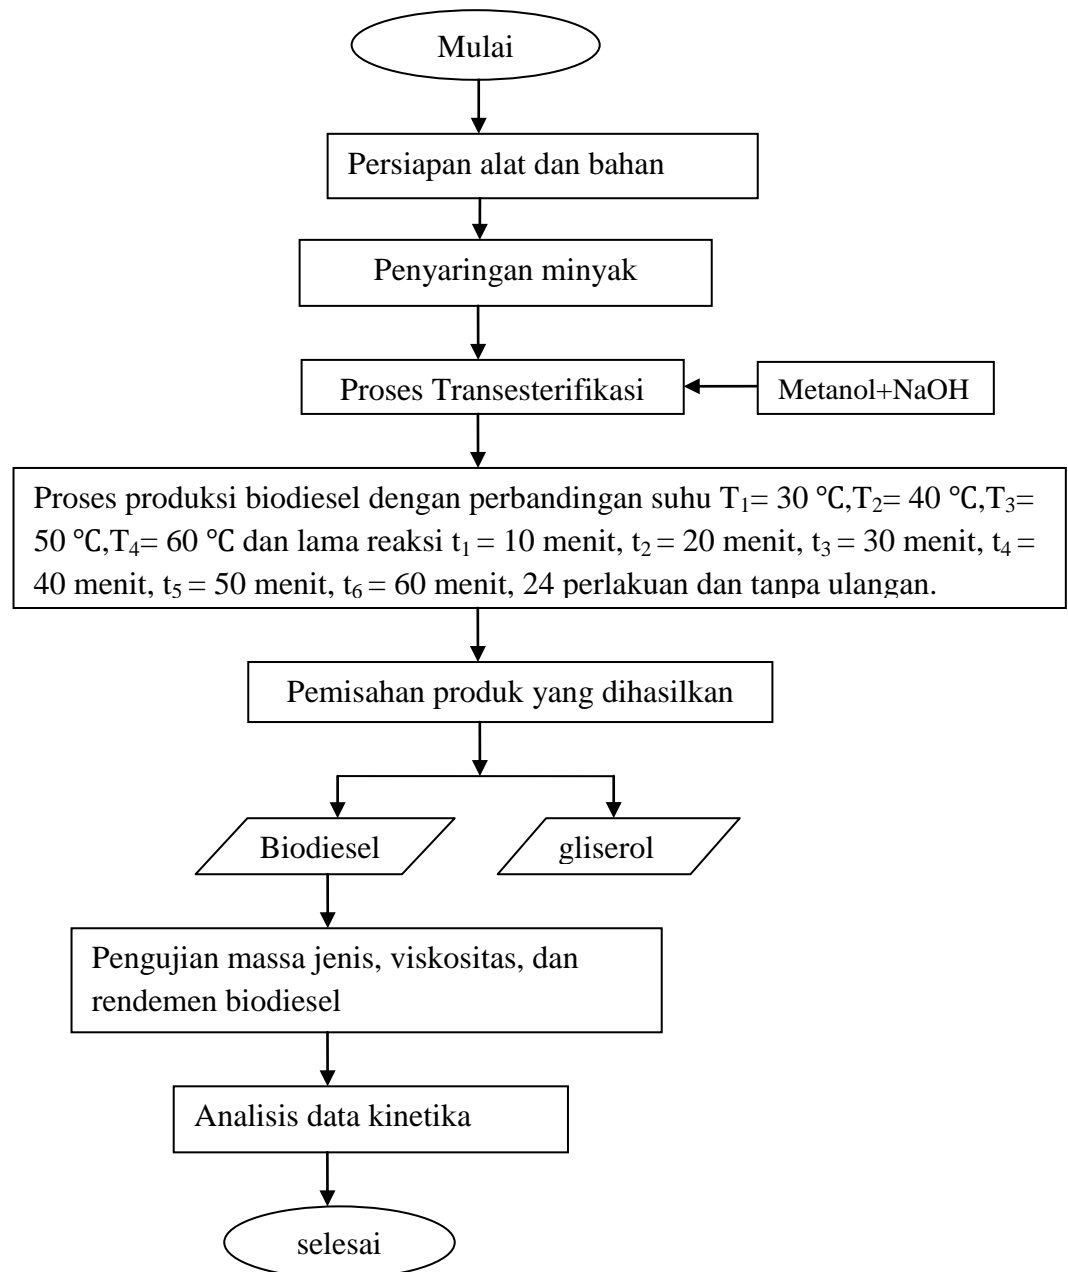 Mulai
Persiapan alat dan bahan
Penyaringan minyak
Proses Transesterifikasi
Metanol+NaOH
Proses produksi biodiesel dengan perbandingan suhu T₁= 30 ℃,T₂= 40 ℃,T₃=
50 ℃,T₄= 60 ℃ dan lama reaksi t₁ = 10 menit, t₂ = 20 menit, t₃ = 30 menit, t₄ =
40 menit, t₅ = 50 menit, t₆ = 60 menit, 24 perlakuan dan tanpa ulangan.
Pemisahan produk yang dihasilkan
Biodiesel
gliserol
Pengujian massa jenis, viskositas, dan
rendemen biodiesel
Analisis data kinetika
selesai